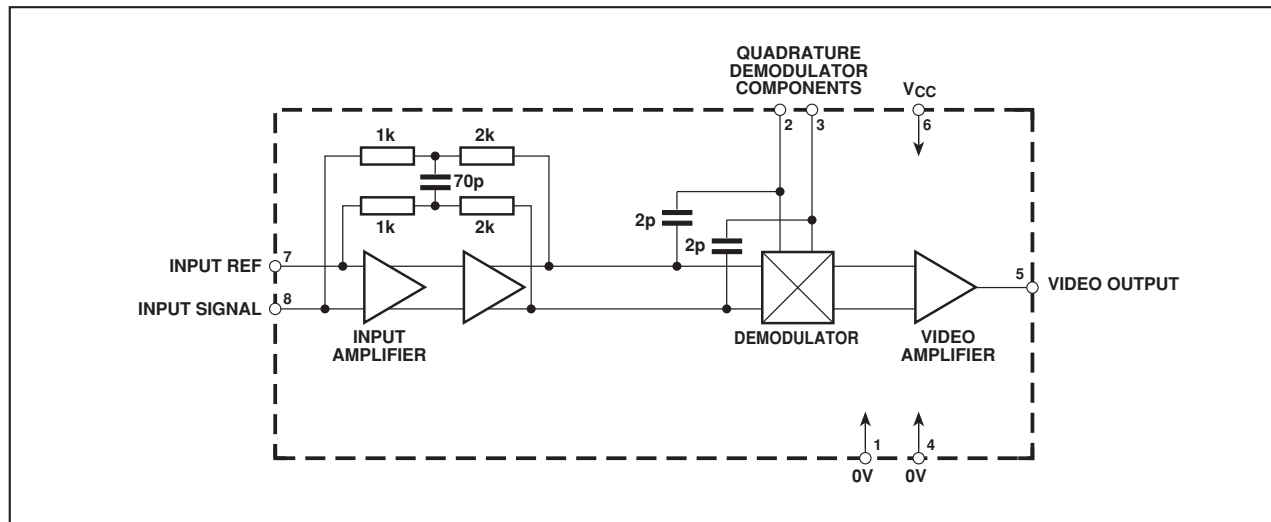 QUADRATURE
DEMODULATOR
COMPONENTS
VCC
2
3
6
1k
2k
70p
1k
2k
2p
2p
INPUT REF
7
INPUT SIGNAL
8
5
VIDEO OUTPUT
INPUT
AMPLIFIER
DEMODULATOR
VIDEO
AMPLIFIER
1
4
0V
0V